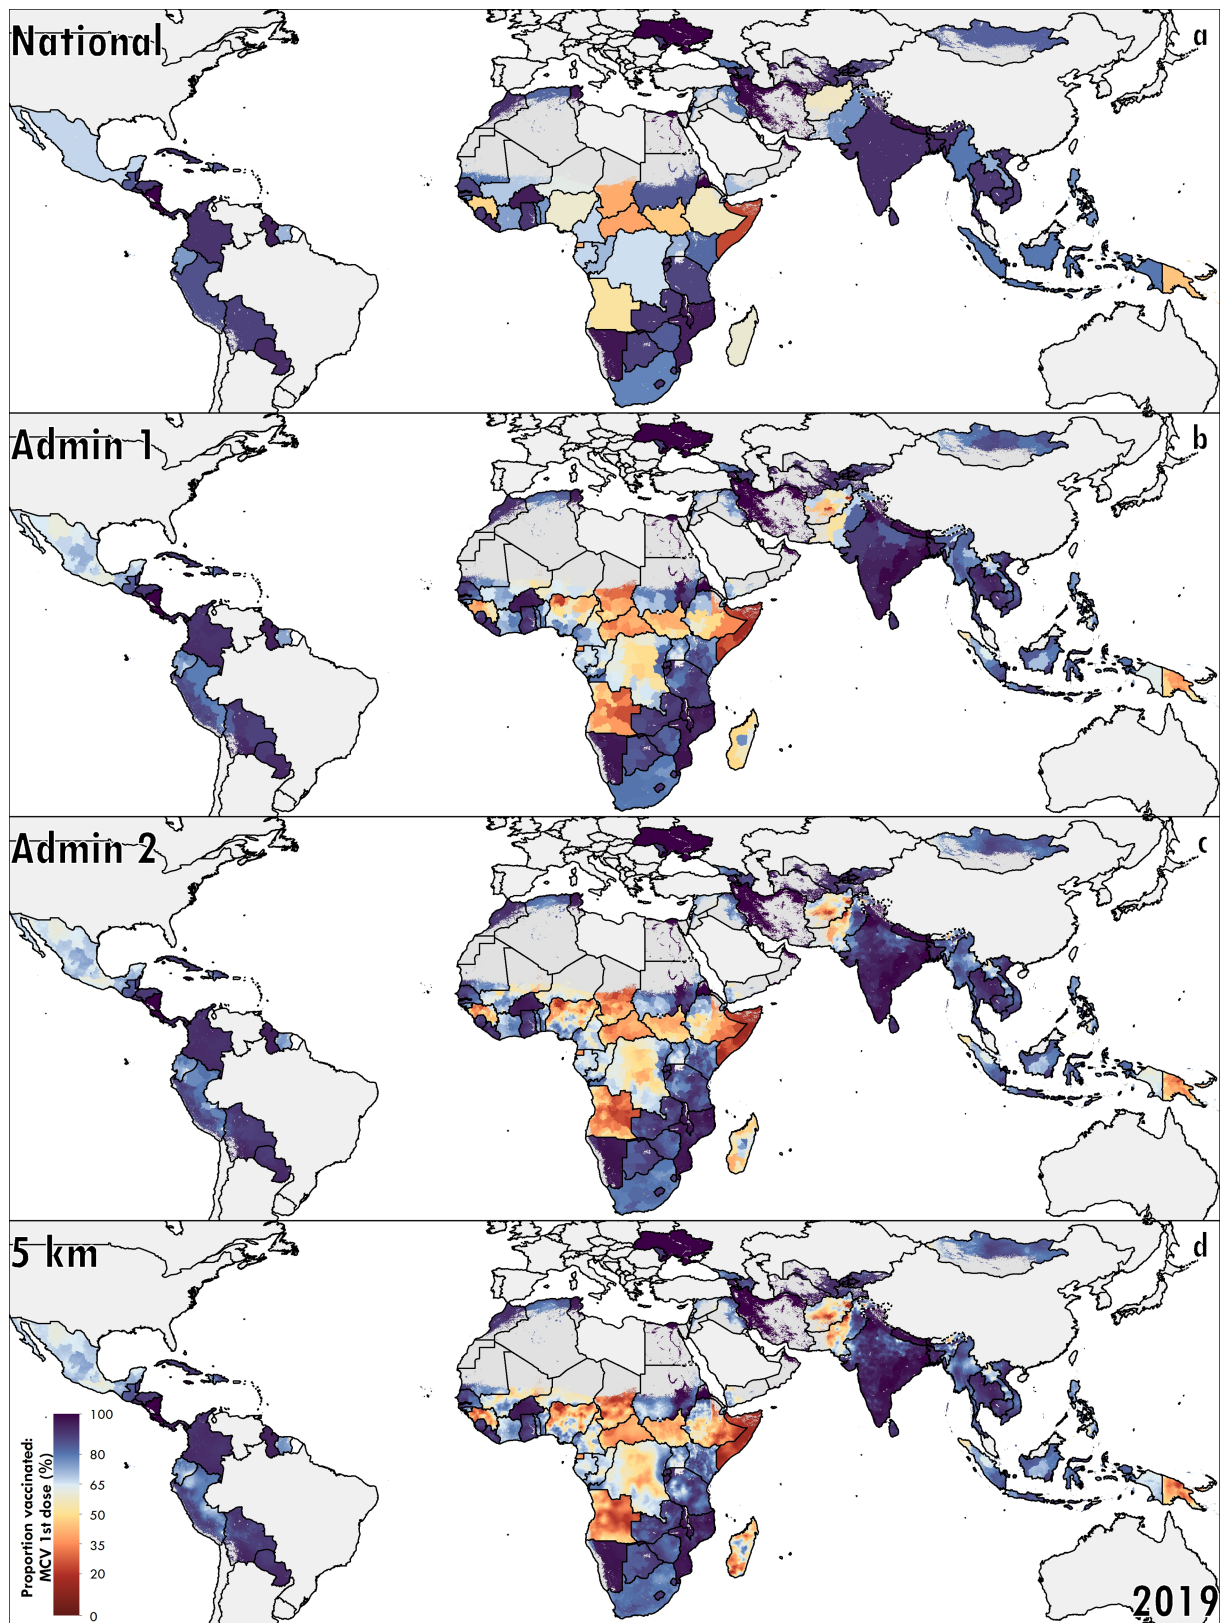 National
a
Admin 1
b
Admin 2
c
5 km
d
Proportion vaccinated:
MCV 1st dose (%)
100
80
65
50
35
20
0
2019